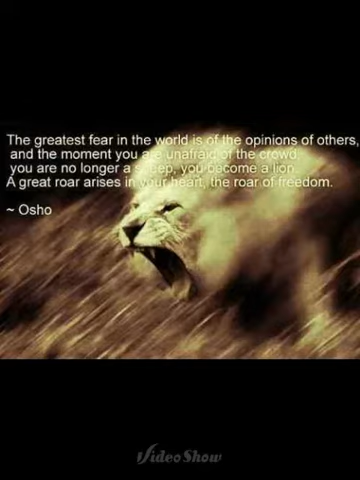 The greatest fear in the world is of the opinions of others,
and the moment you are unafraid of the crowd
you are no longer a sheep, you become a lion.
A great roar arises in your heart, the roar of freedom.
~ Osho
VideoShow